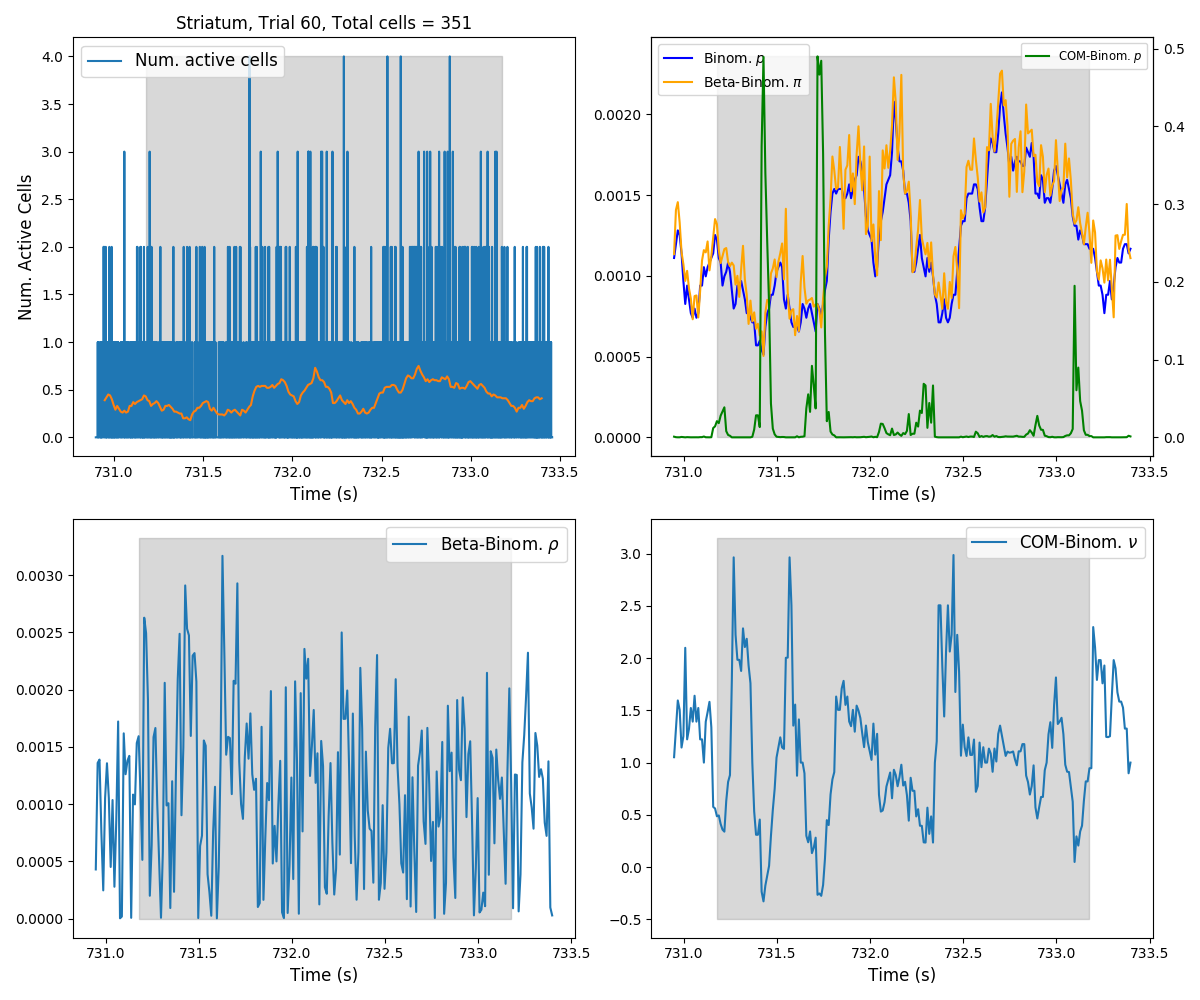 Striatum, Trial 60, Total cells = 351
Num. active cells
4.0
3.5
3.0
2.5
2.0
1.5
1.0
0.5
0.0
Num. Active Cells
731.0 731.5 732.0 732.5 733.0 733.5
Time (s)
Binom. p
Beta-Binom. π
COM-Binom. p
0.0020
0.0015
0.0010
0.0005
0.0000
0.5
0.4
0.3
0.2
0.1
0.0
731.0 731.5 732.0 732.5 733.0 733.5
Time (s)
Beta-Binom. ρ
0.0030
0.0025
0.0020
0.0015
0.0010
0.0005
0.0000
731.0 731.5 732.0 732.5 733.0 733.5
Time (s)
COM-Binom. ν
3.0
2.5
2.0
1.5
1.0
0.5
0.0
−0.5
731.0 731.5 732.0 732.5 733.0 733.5
Time (s)